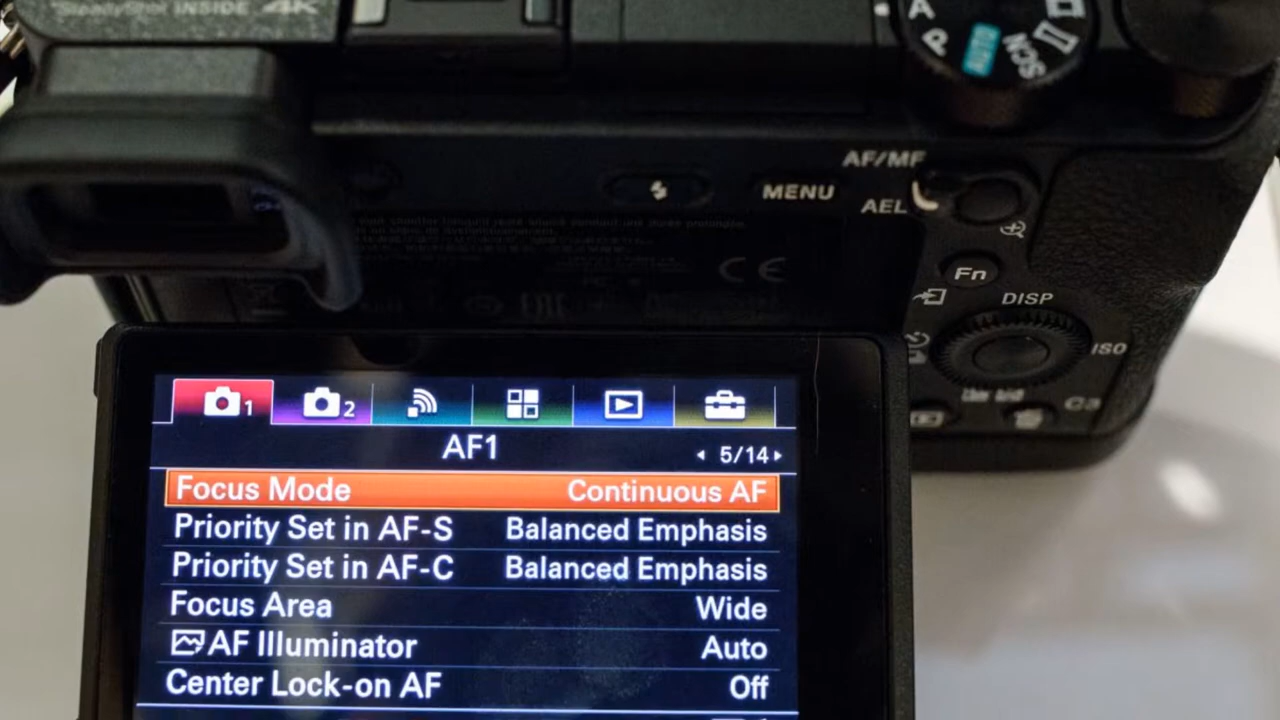 SteadyShot INSIDE 4K
A
P
AUTO
SCN
AF/MF
MENU
AEL
CE
Fn
DISP
ISO
1
2
AF1
5/14
Focus Mode Continuous AF
Priority Set in AF-S Balanced Emphasis
Priority Set in AF-C Balanced Emphasis
Focus Area Wide
AF Illuminator Auto
Center Lock-on AF Off